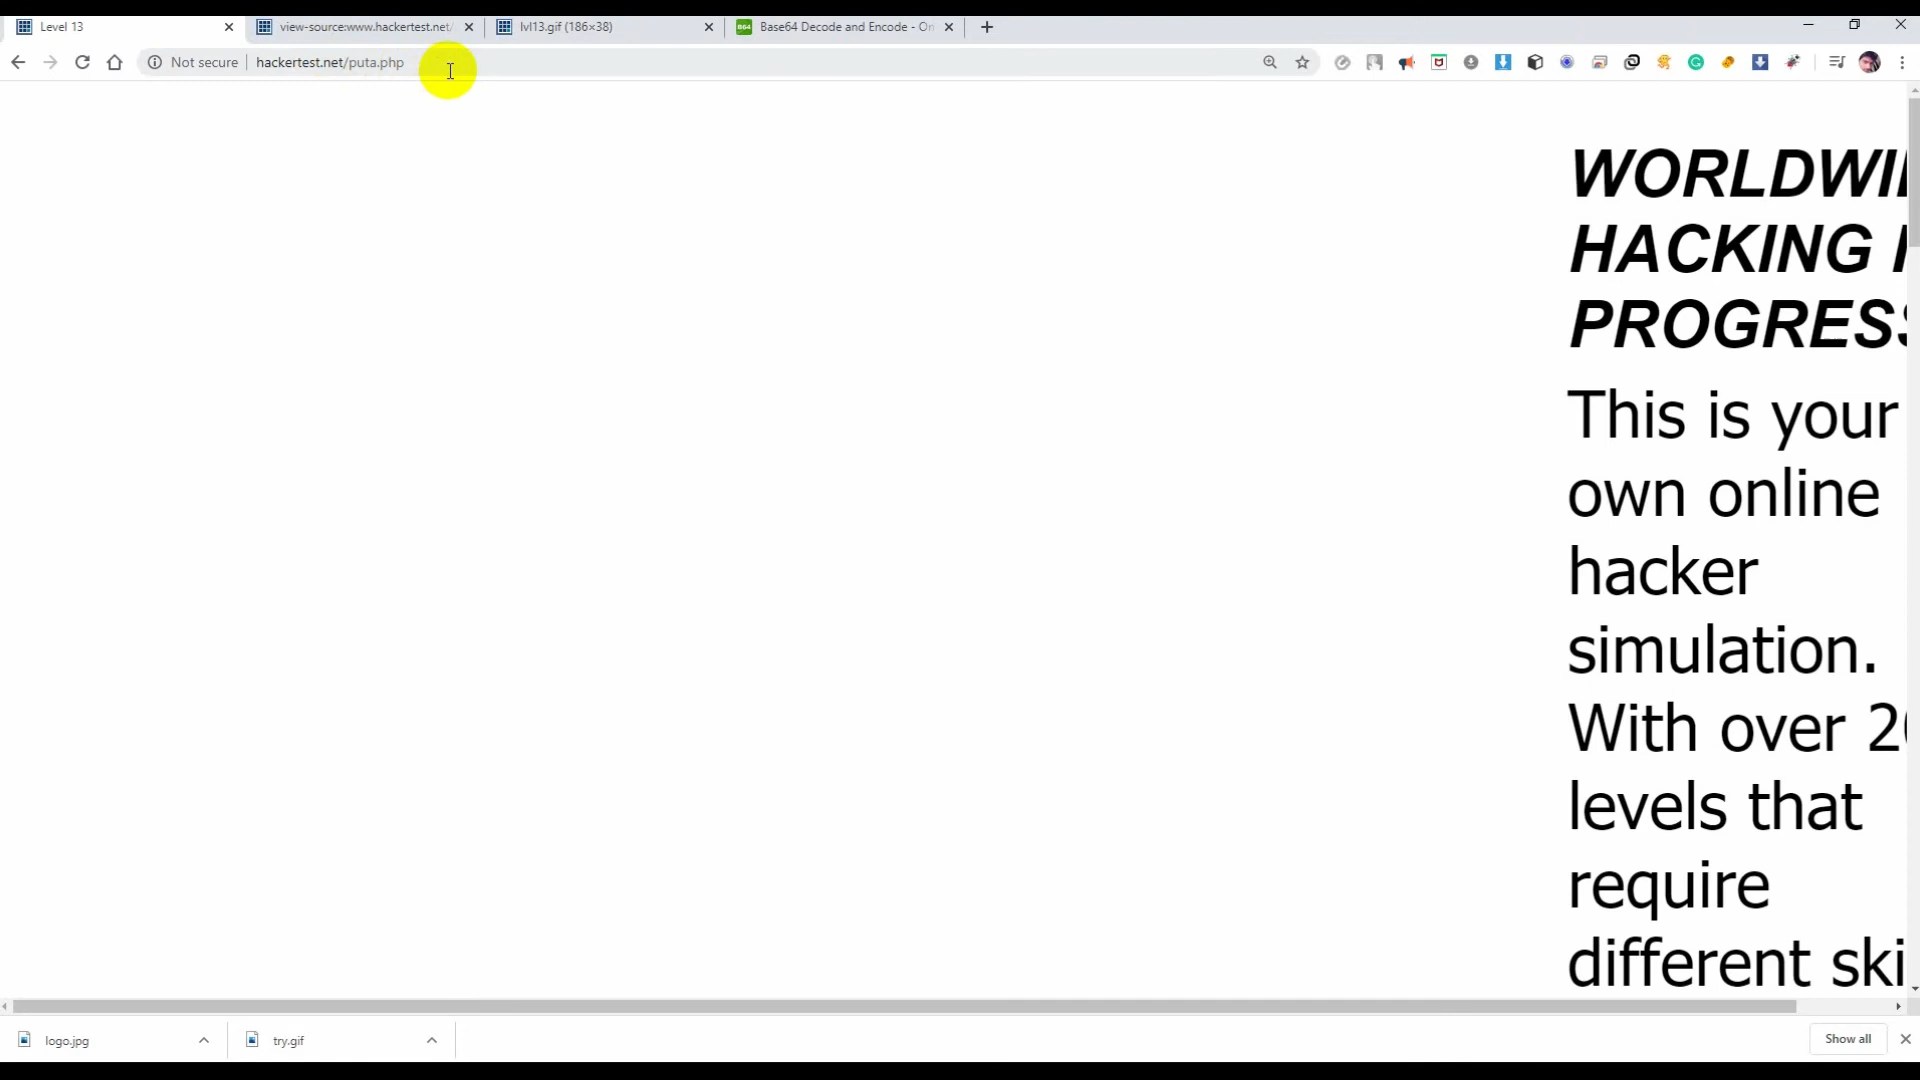 Level 13
view-source:www.hackertest.net/
lvl13.gif (186×38)
Base64 Decode and Encode - On
Not secure
hackertest.net/puta.php
WORLDWI
HACKING
PROGRESS
This is your
own online
hacker
simulation.
With over 20
levels that
require
different ski
logo.jpg
try.gif
Show all